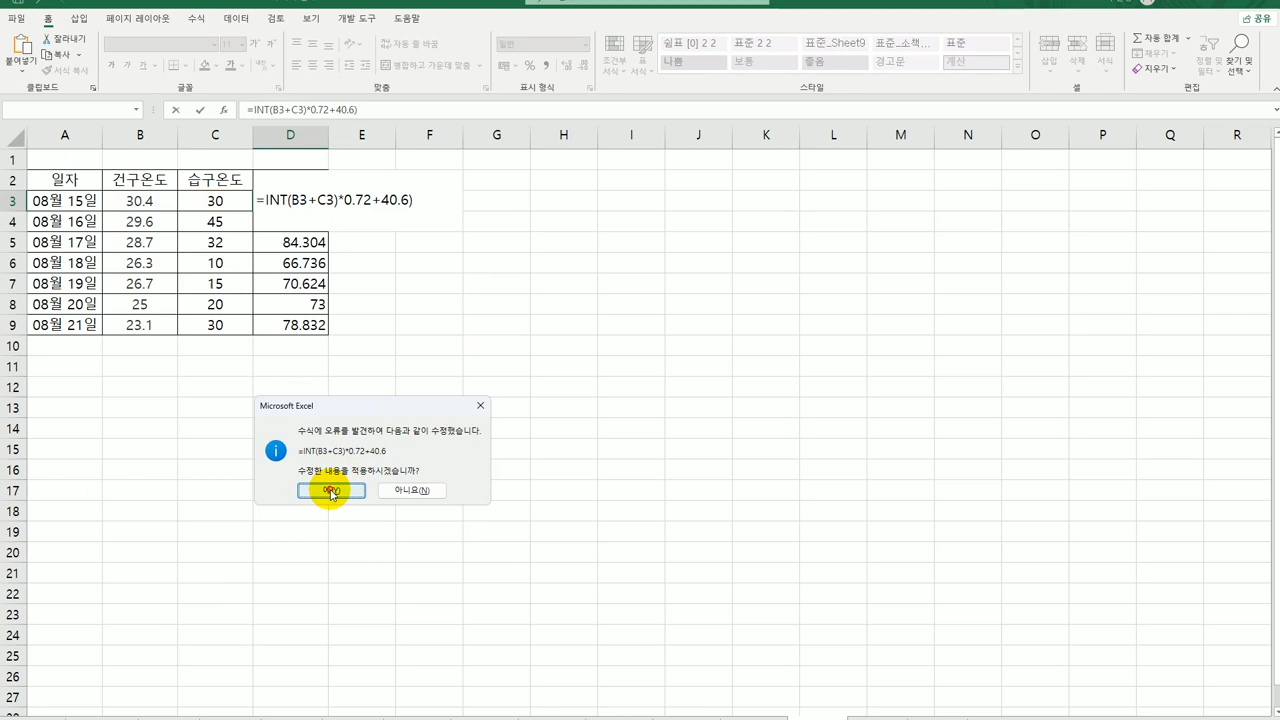 파일 홈 삽입 페이지 레이아웃 수식 데이터 검토 보기 개발 도구 도움말 공유
붙여넣기 잘라내기 복사 서식 복사
11 가 가 가 가 가 가 가
자동 줄 바꿈
병합하고 가운데 맞춤
일반 %
조건부 서식 표 서식
쉼표 [0] 2 2 표준 2 2 표준_Sheet9 표준_소책... 표준
나쁨 보통 좋음 경고문 계산
삽입 삭제 서식
자동 합계 채우기 지우기 정렬 및 필터 찾기 및 선택
클립보드 글꼴 맞춤 표시 형식 스타일 셀 편집
fx =INT(B3+C3)*0.72+40.6)
A B C D E F G H I J K L M N O P Q R
1
2 일자 건구온도 습구온도
3 08월 15일 30.4 30 =INT(B3+C3)*0.72+40.6)
4 08월 16일 29.6 45
5 08월 17일 28.7 32 84.304
6 08월 18일 26.3 10 66.736
7 08월 19일 26.7 15 70.624
8 08월 20일 25 20 73
9 08월 21일 23.1 30 78.832
10
11
12
13 Microsoft Excel
14 수식에 오류를 발견하여 다음과 같이 수정했습니다.
15 =INT(B3+C3)*0.72+40.6
16 수정한 내용을 적용하시겠습니까?
17 아니요(N)
18
19
20
21
22
23
24
25
26
27